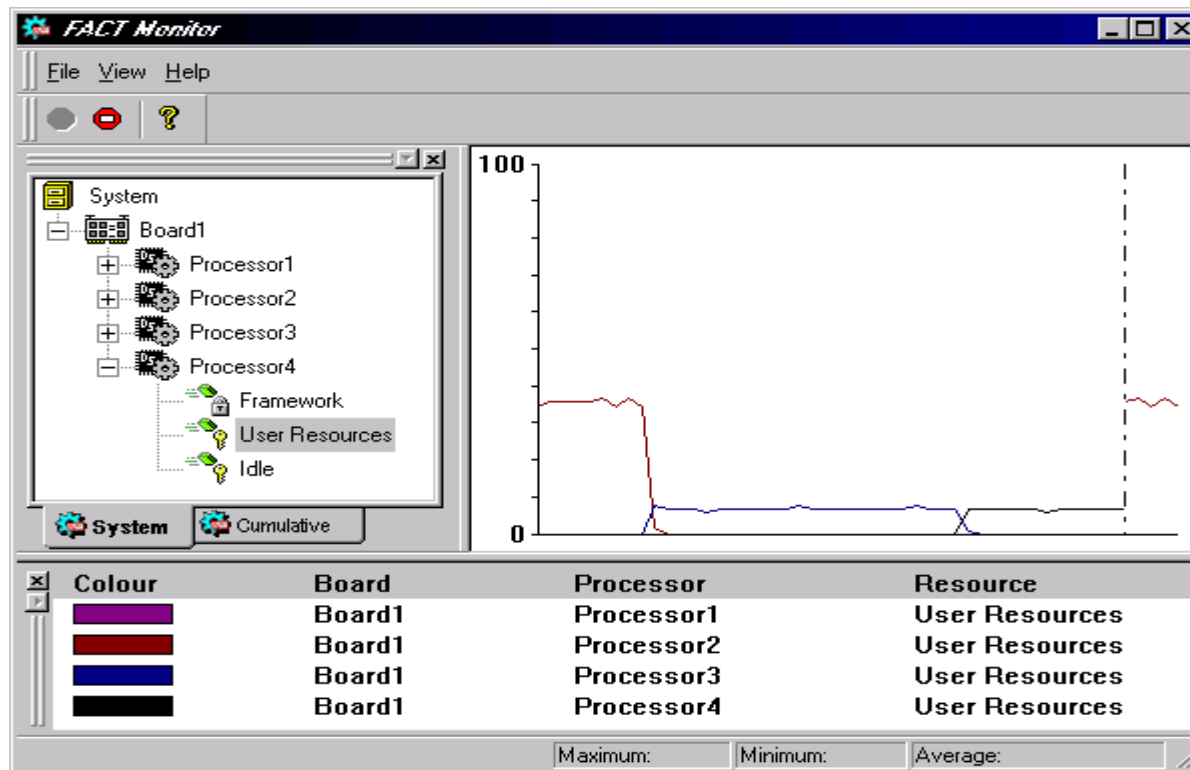 FACT Monitor
File View Help
System
Board1
Processor1
Processor2
Processor3
Processor4
Framework
User Resources
Idle
System Cumulative
100
0
Colour Board Processor Resource
Board1 Processor1 User Resources
Board1 Processor2 User Resources
Board1 Processor3 User Resources
Board1 Processor4 User Resources
Maximum: Minimum: Average: